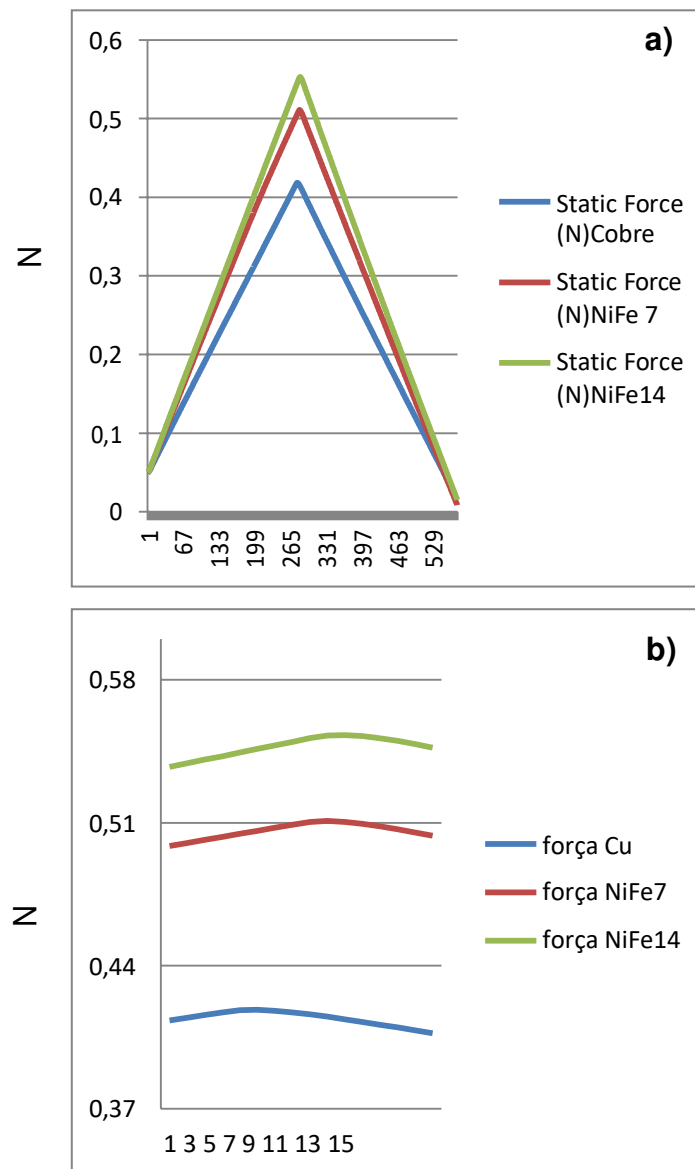 a)
0,6
0,5
0,4
0,3
0,2
0,1
0
N
1 67 133 199 265 331 397 463 529
Static Force
(N)Cobre
Static Force
(N)NiFe 7
Static Force
(N)NiFe14
b)
0,58
0,51
0,44
0,37
N
1 3 5 7 9 11 13 15
força Cu
força NiFe7
força NiFe14